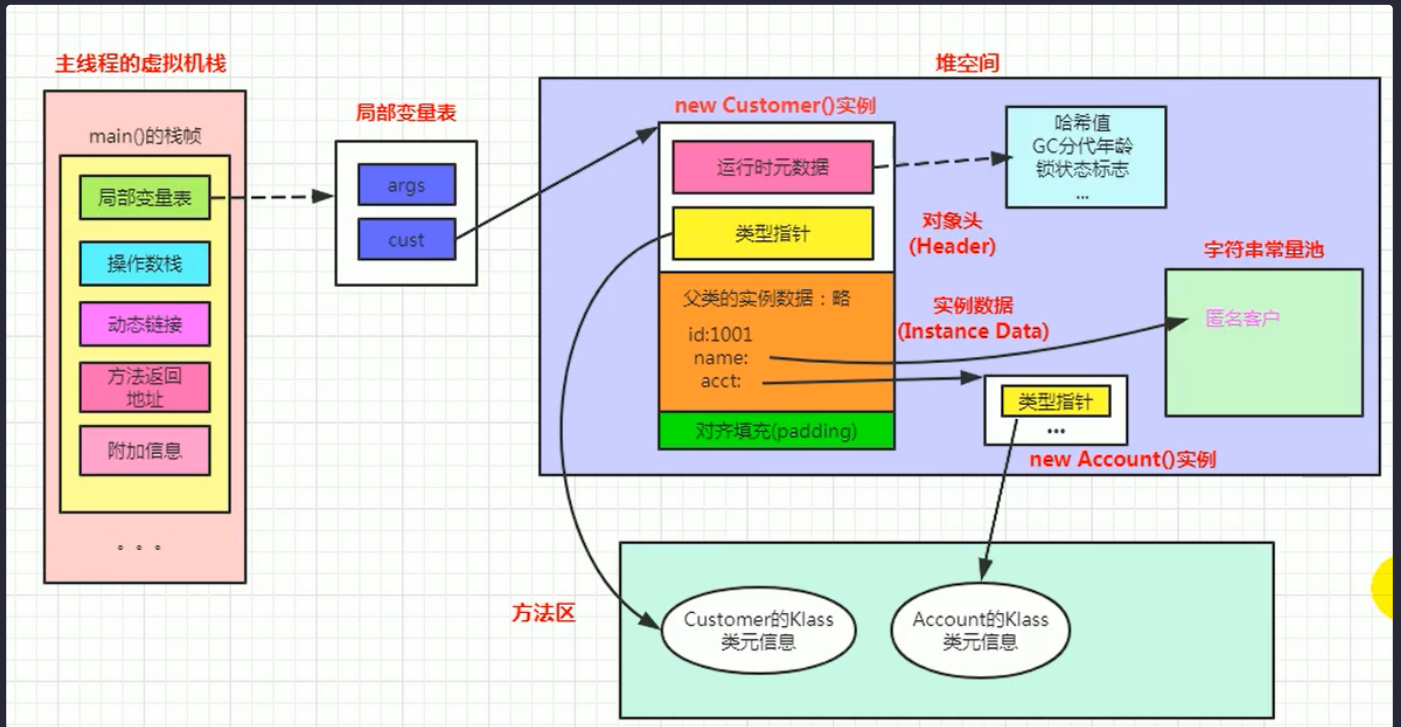 主线程的虚拟机栈
main()的栈帧
局部变量表
操作数栈
动态链接
方法返回
地址
附加信息
。。。
局部变量表
args
cust
堆空间
new Customer()实例
运行时元数据
类型指针
对象头
(Header)
哈希值
GC分代年龄
锁状态标志
...
父类的实例数据：略
id:1001
name:
acct:
实例数据
(Instance Data)
对齐填充(padding)
字符串常量池
匿名客户
类型指针
...
new Account()实例
方法区
Customer的Klass
类元信息
Account的Klass
类元信息